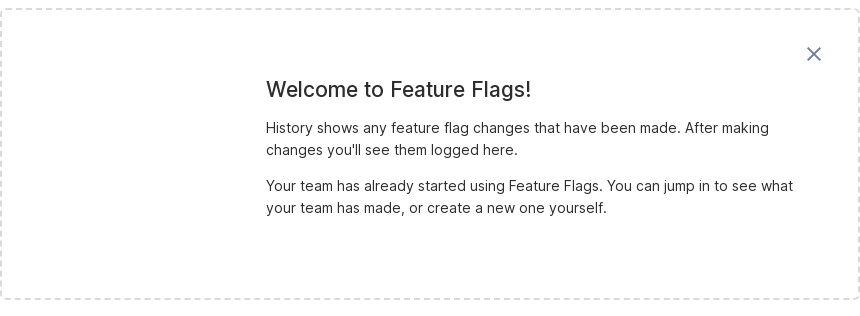 Welcome to Feature Flags!
History shows any feature flag changes that have been made. After making
changes you'll see them logged here.
Your team has already started using Feature Flags. You can jump in to see what
your team has made, or create a new one yourself.